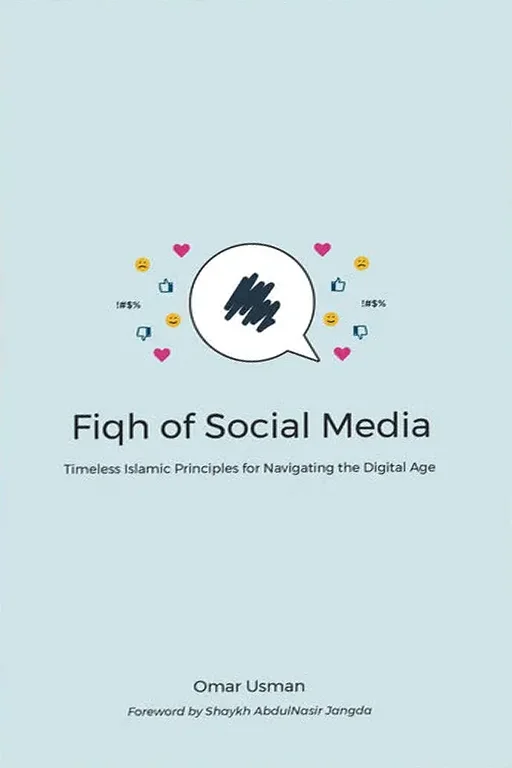 !#$% !#$%
Fiqh of Social Media
Timeless Islamic Principles for Navigating the Digital Age
Omar Usman
Foreword by Shaykh AbdulNasir Jangda